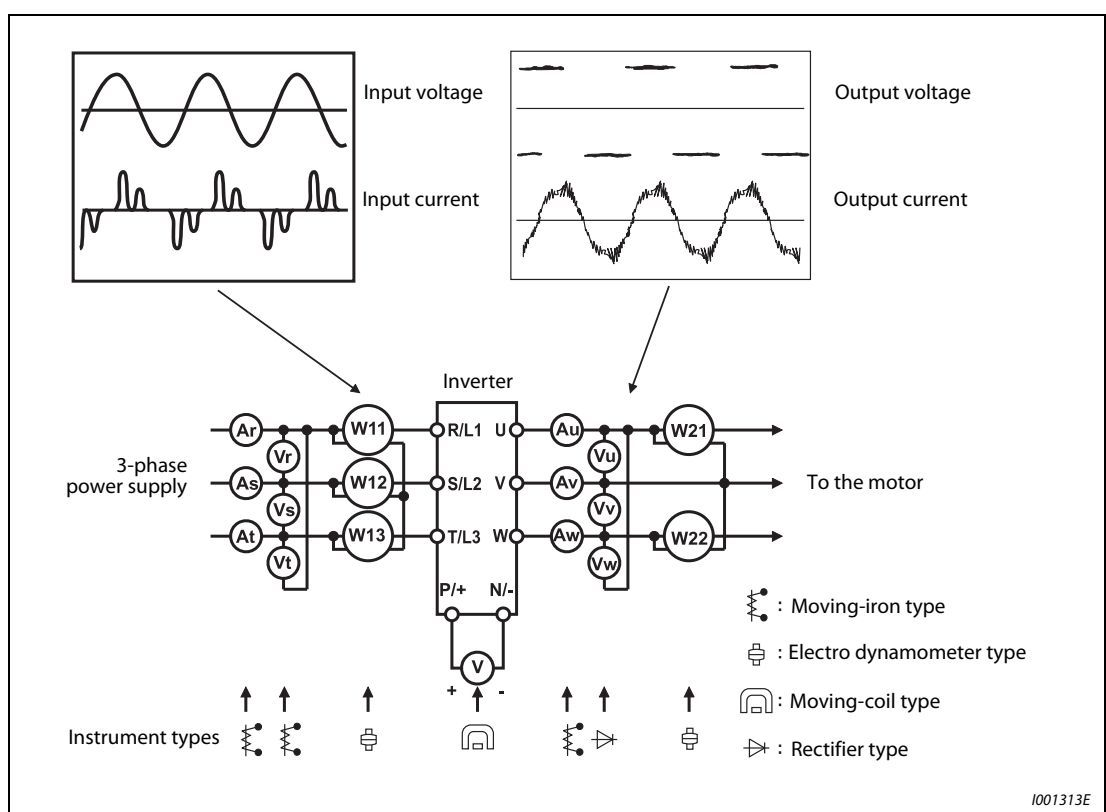 Input voltage
Input current
Output voltage
Output current
Inverter
3-phase
power supply
Ar
Vr
As
Vs
At
Vt
W11
W12
W13
R/L1
U
S/L2
V
T/L3
W
P/+
N/-
V
+
-
Au
Vu
Av
Vv
Aw
Vw
W21
W22
To the motor
: Moving-iron type
: Electro dynamometer type
: Moving-coil type
: Rectifier type
Instrument types
I001313E